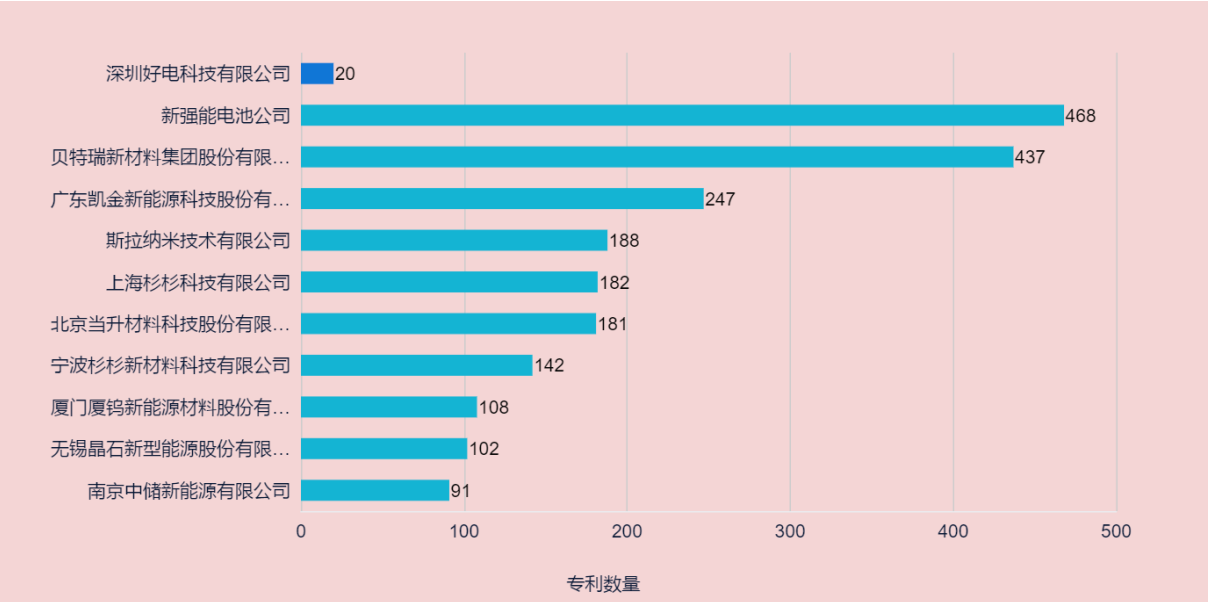 深圳好电科技有限公司 20
新强能电池公司 468
贝特瑞新材料集团股份有限… 437
广东凯金新能源科技股份有… 247
斯拉纳米技术有限公司 188
上海杉杉科技有限公司 182
北京当升材料科技股份有限… 181
宁波杉杉新材料科技有限公司 142
厦门厦钨新能源材料股份有… 108
无锡晶石新型能源股份有限… 102
南京中储新能源有限公司 91
0 100 200 300 400 500
专利数量